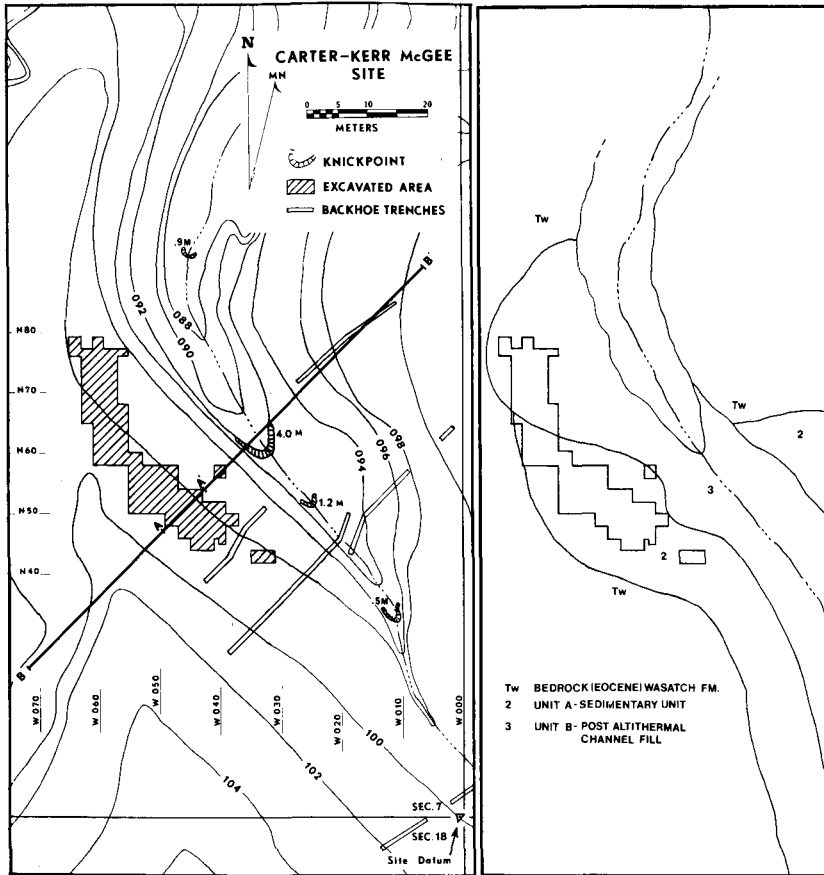 N
MN
CARTER-KERR McGEE
SITE
0 5 10 20
METERS
KNICKPOINT
EXCAVATED AREA
BACKHOE TRENCHES
.9M
B'
092
088
090
N80
N70
N60
N50
N40
4.0 M
098
096
094
1.2 M
A'
A
.5M
B
W 070
W 060
W 050
W 040
W 030
W 020
W 010
W 000
100
102
104
SEC. 7
SEC. 18
Site Datum
Tw
Tw
2
3
2
Tw
Tw BEDROCK (EOCENE) WASATCH FM.
2 UNIT A-SEDIMENTARY UNIT
3 UNIT B- POST ALTITHERMAL
CHANNEL FILL